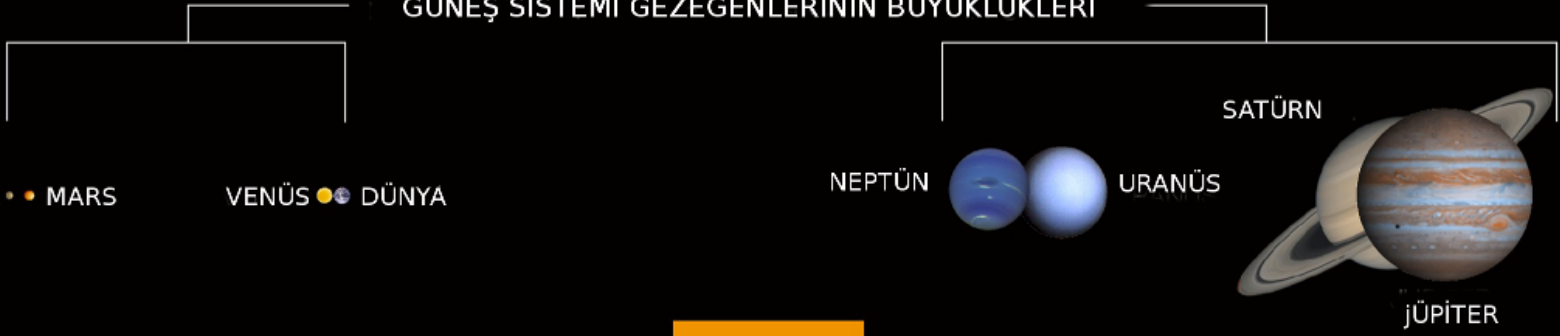 GÜNEŞ SİSTEMİ GEZEGENLERİNİN BÜYÜKLÜKLERİ
SATÜRN
MARS
VENÜS
DÜNYA
NEPTÜN
URANÜS
jÜPİTER